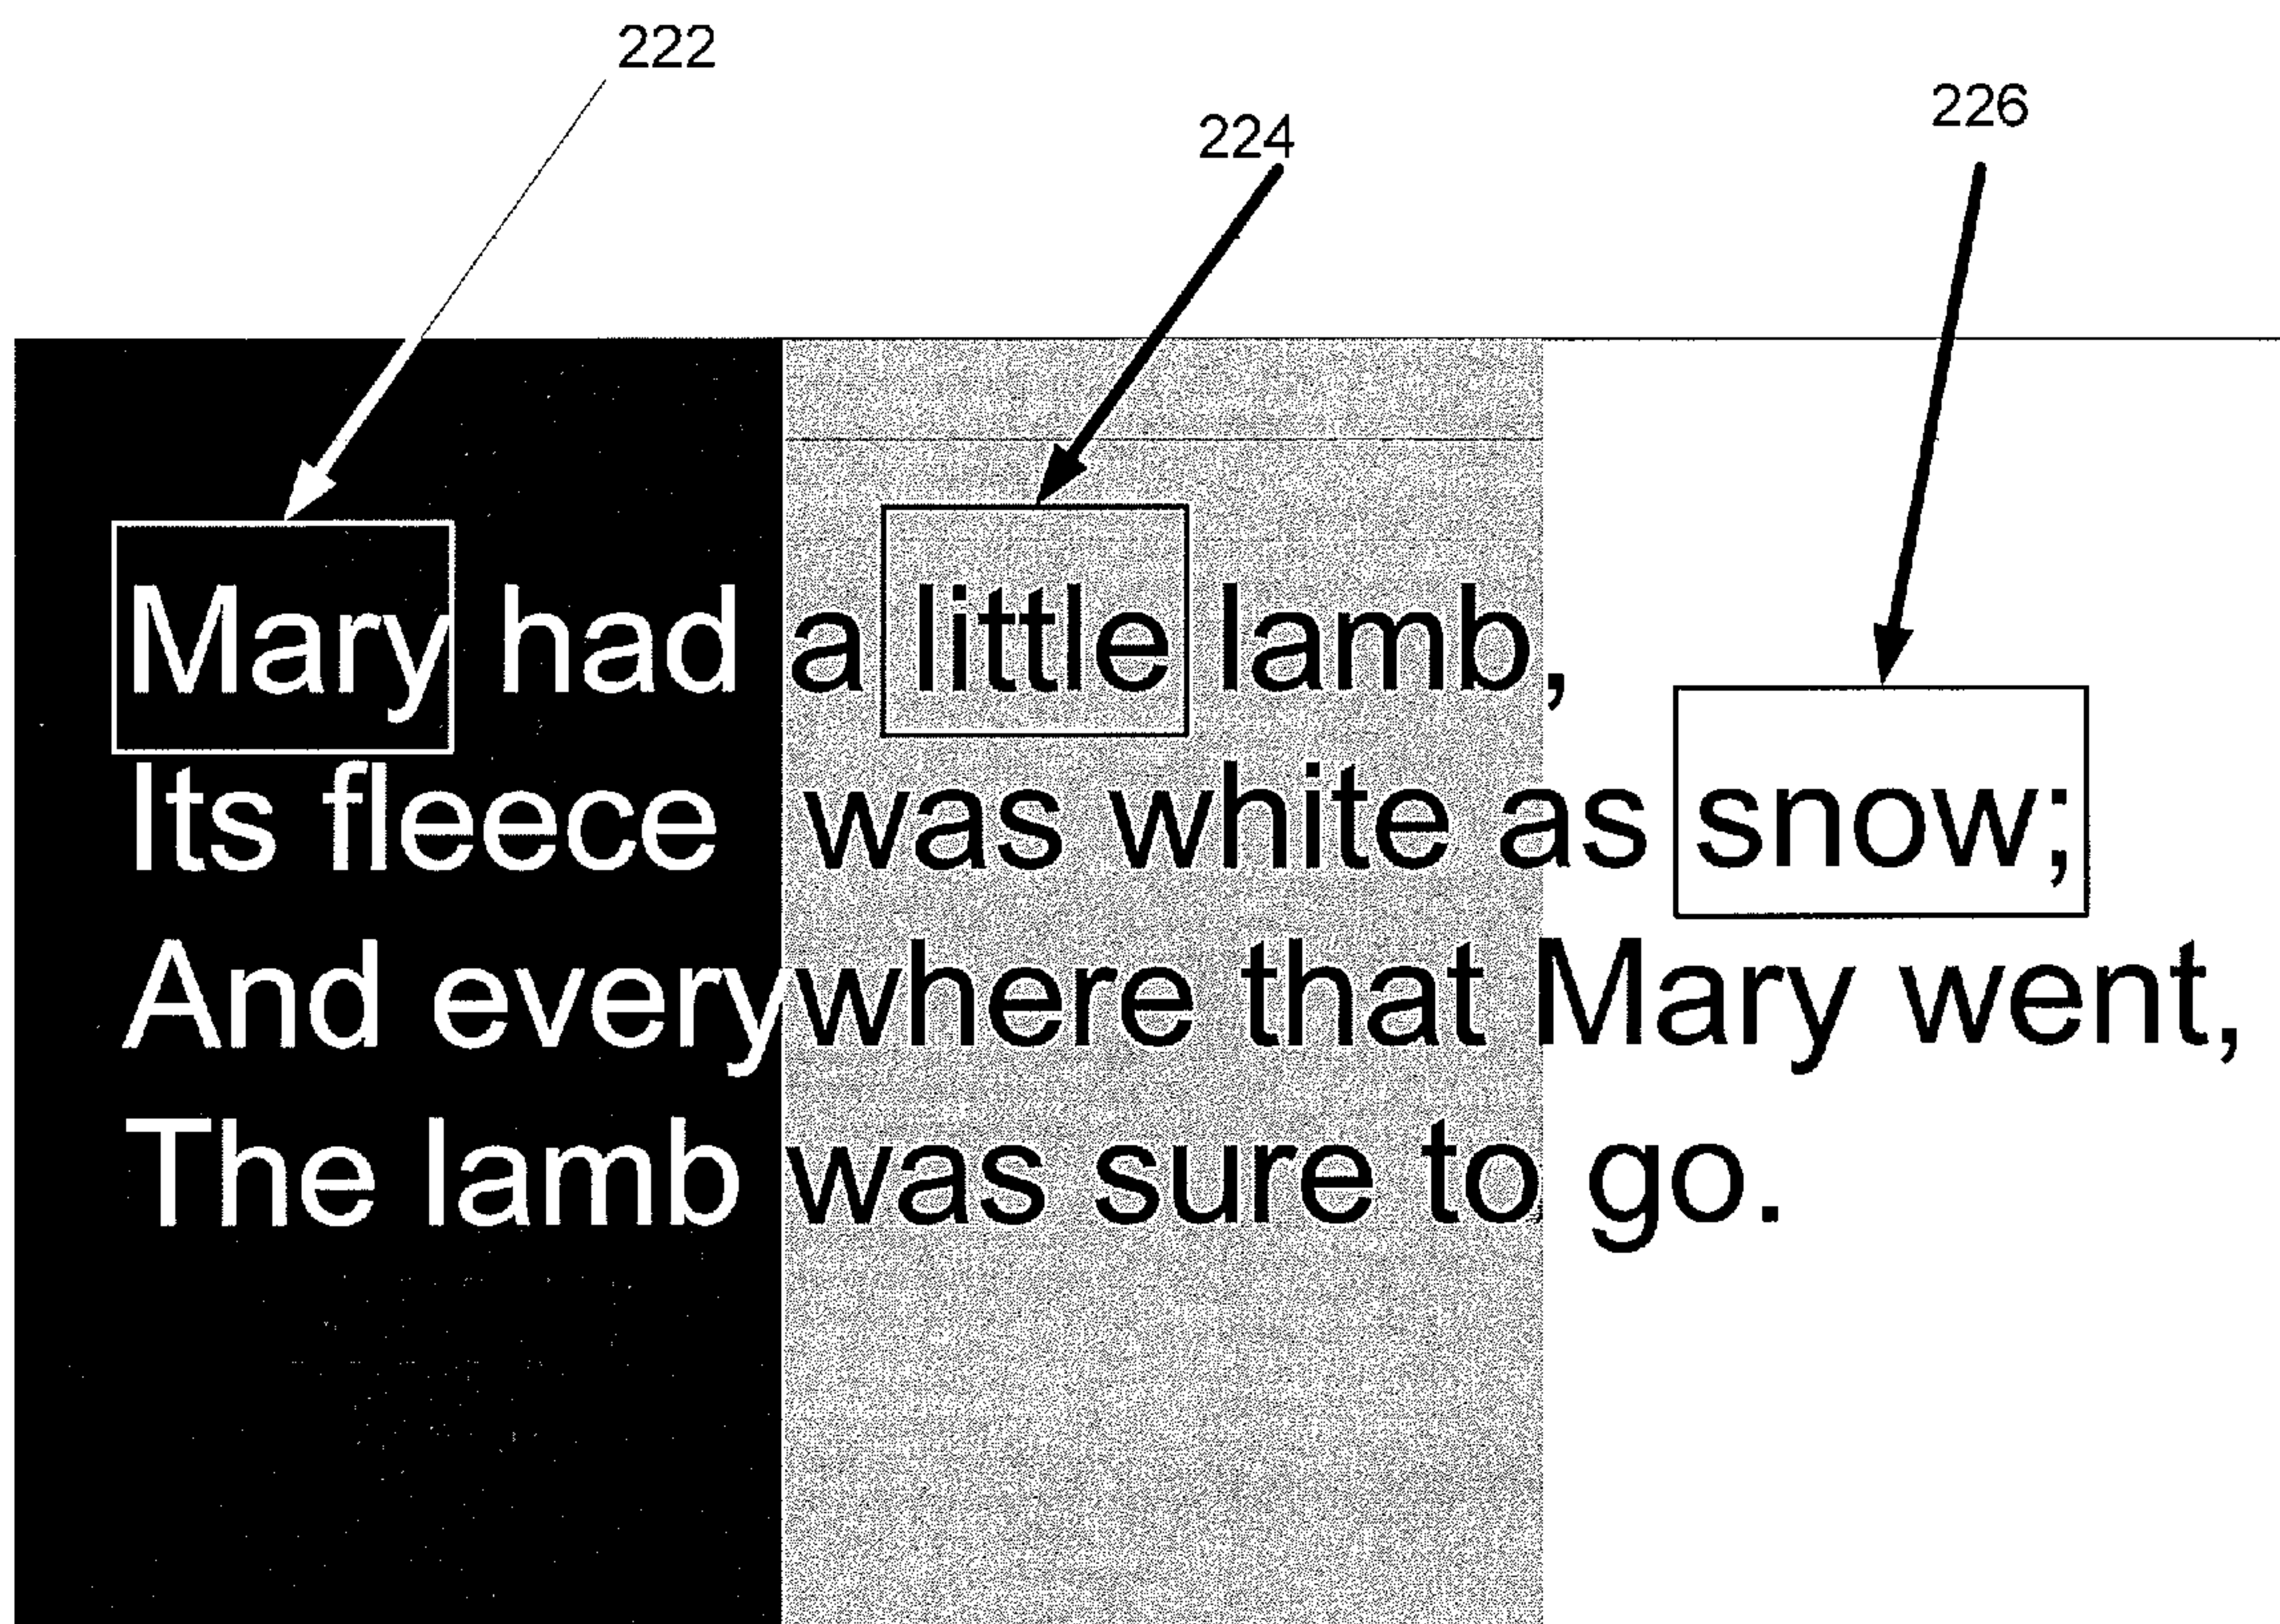 222
224
226
Mary had a little lamb,
Its fleece was white as snow;
And everywhere that Mary went,
The lamb was sure to go.